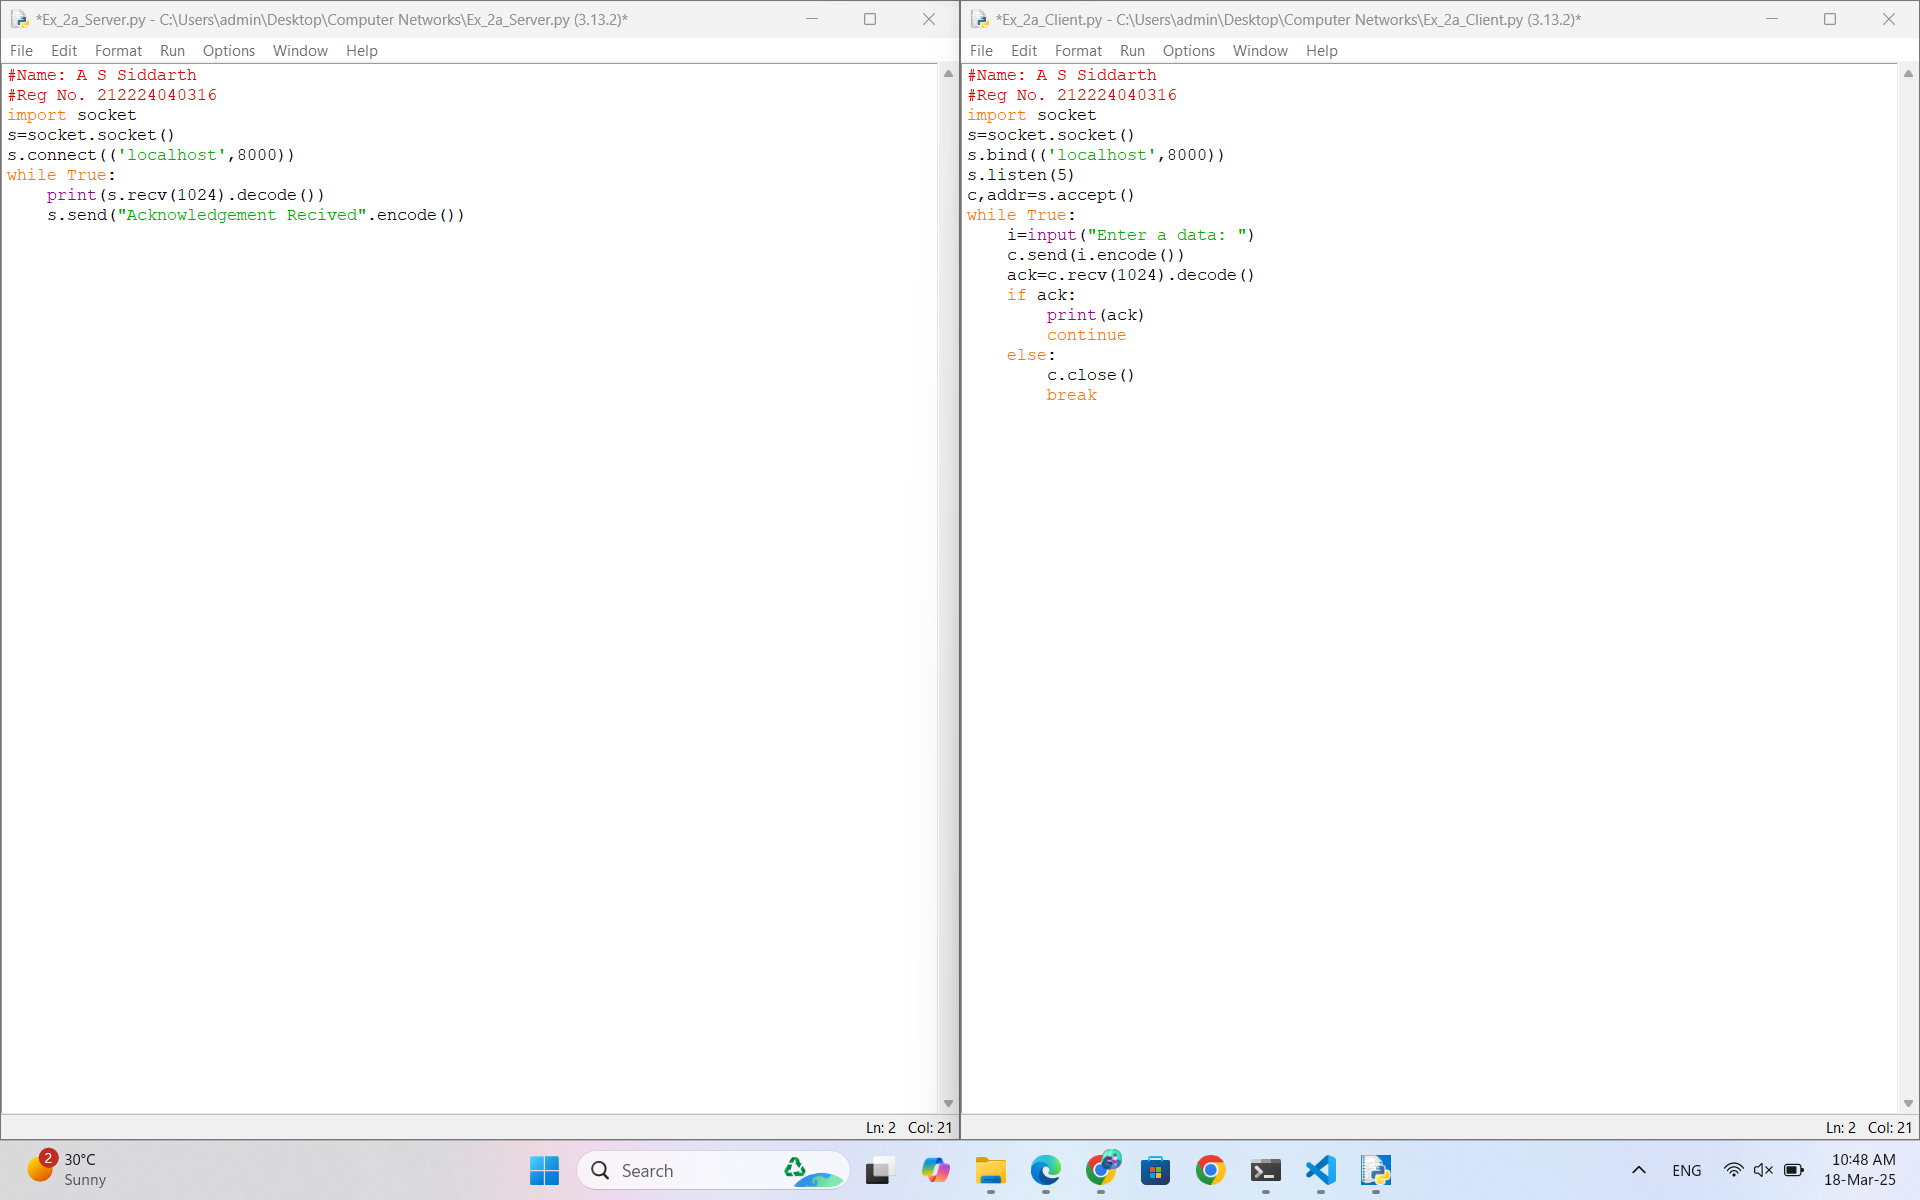 *Ex_2a_Server.py - C:\Users\admin\Desktop\Computer Networks\Ex_2a_Server.py (3.13.2)*
File Edit Format Run Options Window Help
#Name: A S Siddarth
#Reg No. 212224040316
import socket
s=socket.socket()
s.connect(('localhost',8000))
while True:
    print(s.recv(1024).decode())
    s.send("Acknowledgement Recived".encode())
Ln: 2 Col: 21
*Ex_2a_Client.py - C:\Users\admin\Desktop\Computer Networks\Ex_2a_Client.py (3.13.2)*
File Edit Format Run Options Window Help
#Name: A S Siddarth
#Reg No. 212224040316
import socket
s=socket.socket()
s.bind(('localhost',8000))
s.listen(5)
c,addr=s.accept()
while True:
    i=input("Enter a data: ")
    c.send(i.encode())
    ack=c.recv(1024).decode()
    if ack:
        print(ack)
        continue
    else:
        c.close()
        break
Ln: 2 Col: 21
2
30°C
Sunny
Search
ENG
10:48 AM
18-Mar-25